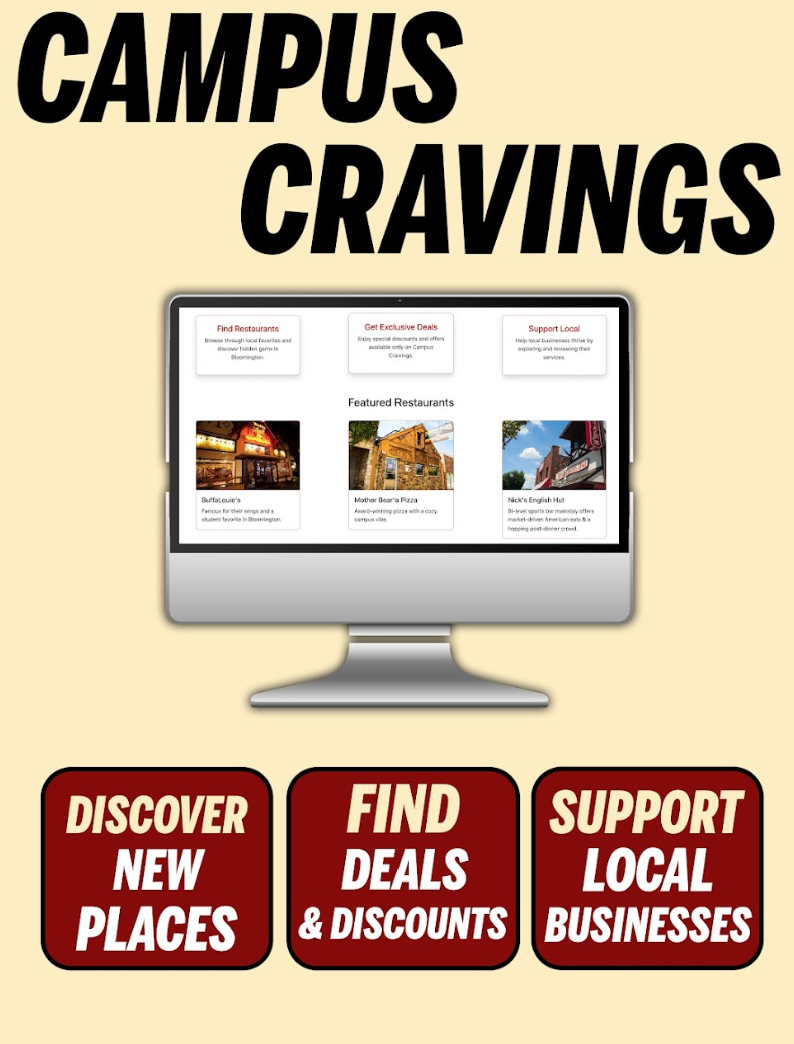 CAMPUS
CRAVINGS
Find Restaurants
Browse through local favorites and
discover hidden gems in
Bloomington.
Get Exclusive Deals
Enjoy special discounts and offers
available only on Campus
Cravings.
Support Local
Help local businesses thrive by
exploring and reviewing their
services.
Featured Restaurants
BuffaLouie's
Famous for their wings and a
student favorite in Bloomington.
Mother Bear's Pizza
Award-winning pizza with a cozy
campus vibe.
Nick's English Hut
Bi-level sports bar mainstay offers
market-driven American eats & a
hopping post-dinner crowd.
DISCOVER
NEW
PLACES
FIND
DEALS
& DISCOUNTS
SUPPORT
LOCAL
BUSINESSES